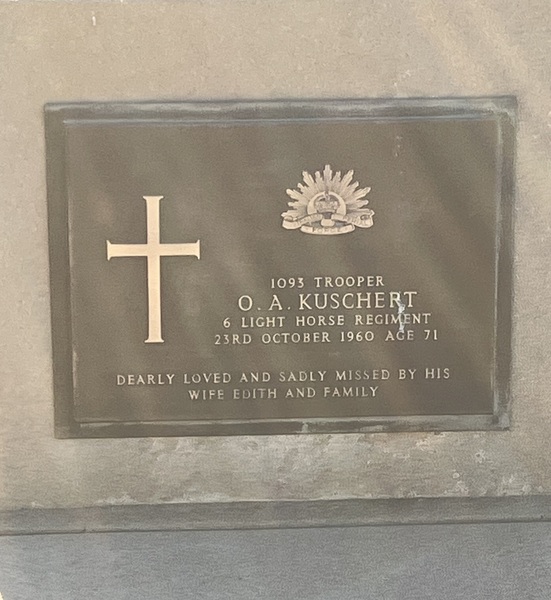 1093 TROOPER
O. A. KUSCHERT
6 LIGHT HORSE REGIMENT
23RD OCTOBER 1960 AGE 71
DEARLY LOVED AND SADLY MISSED BY HIS
WIFE EDITH AND FAMILY